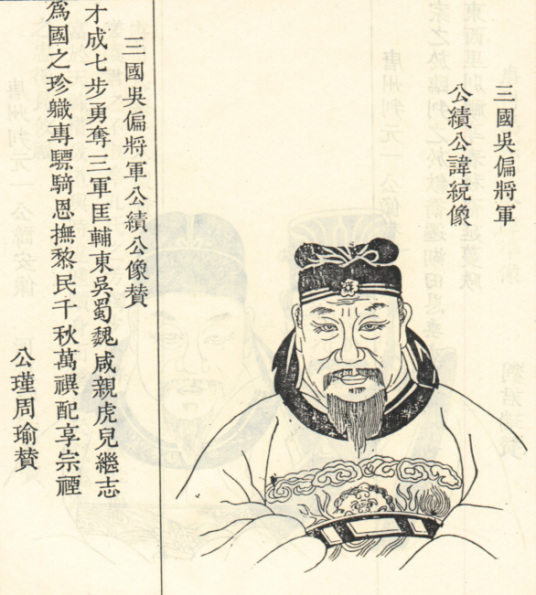 三國吳偏將軍
公績公諱統像
三國吳偏將軍公績公像贊
才成七步勇奪三軍匡輔東吳蜀魏咸親虎兒繼志
爲國之珍職專驃騎恩撫黎民千秋萬禩配享宗禋
公瑾周瑜贊